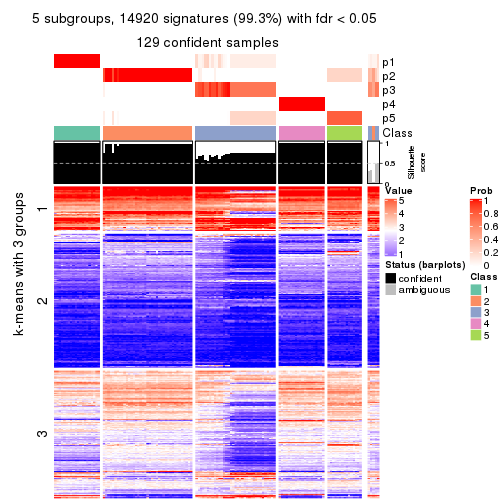 5 subgroups, 14920 signatures (99.3%) with fdr < 0.05
129 confident samples
p1
p2
p3
p4
p5
Class
1
0.5
0
Silhouette
score
k-means with 3 groups
1
2
3
Value
5
4
3
2
1
Status (barplots)
confident
ambiguous
Prob
1
0.8
0.6
0.4
0.2
0
Class
1
2
3
4
5